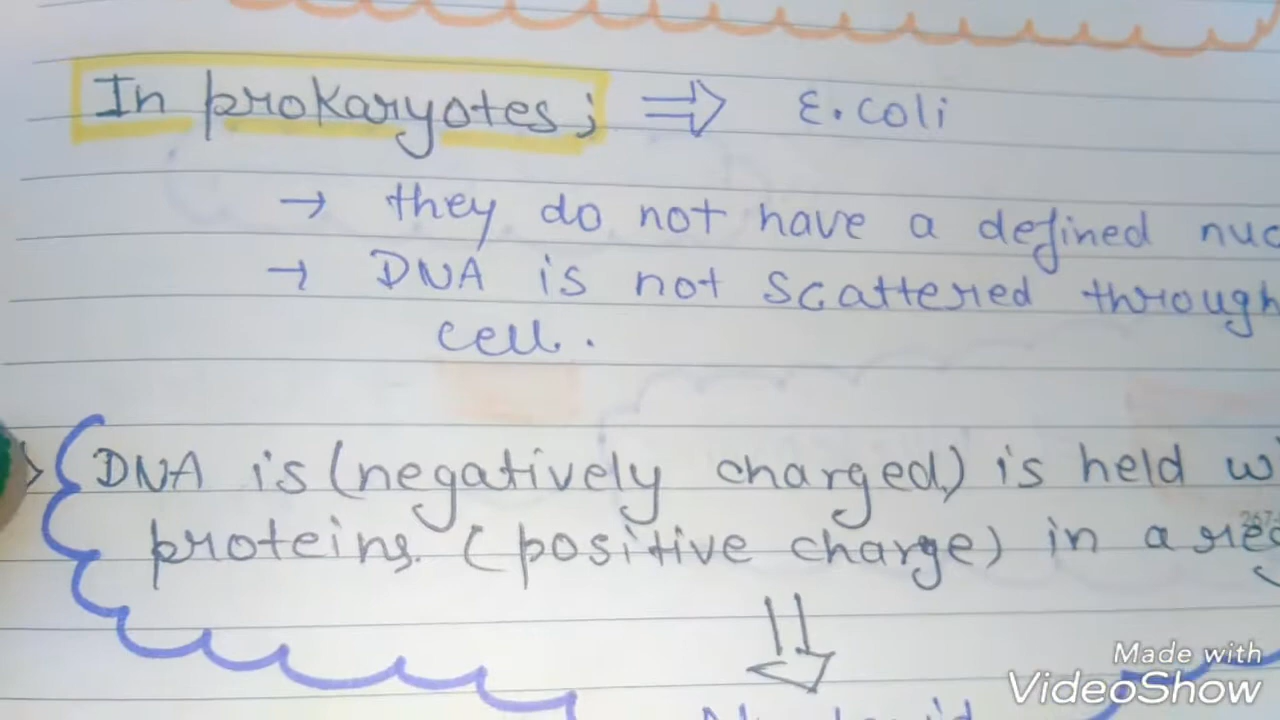 In prokaryotes; ⇒ E.coli
→ they do not have a defined nuc
→ DNA is not scattered through
cell.
DNA is (negatively charged) is held w
proteins. (positive charge) in a reg
Made with
VideoShow